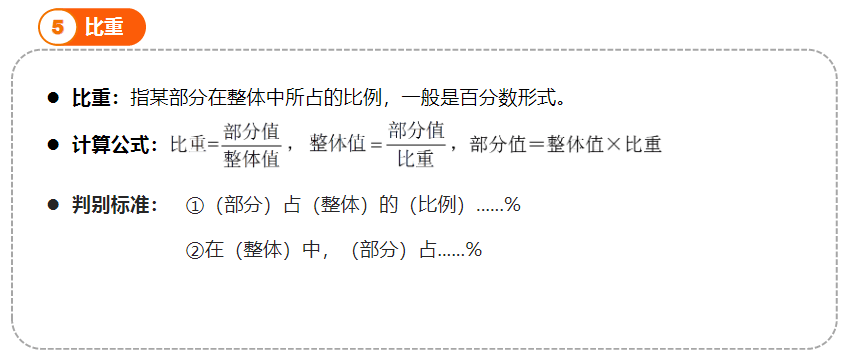 5 比重
● 比重：指某部分在整体中所占的比例，一般是百分数形式。
● 计算公式：比重=部分值/整体值，整体值=部分值/比重，部分值=整体值×比重
● 判别标准： ①（部分）占（整体）的（比例）......%
②在（整体）中，（部分）占......%